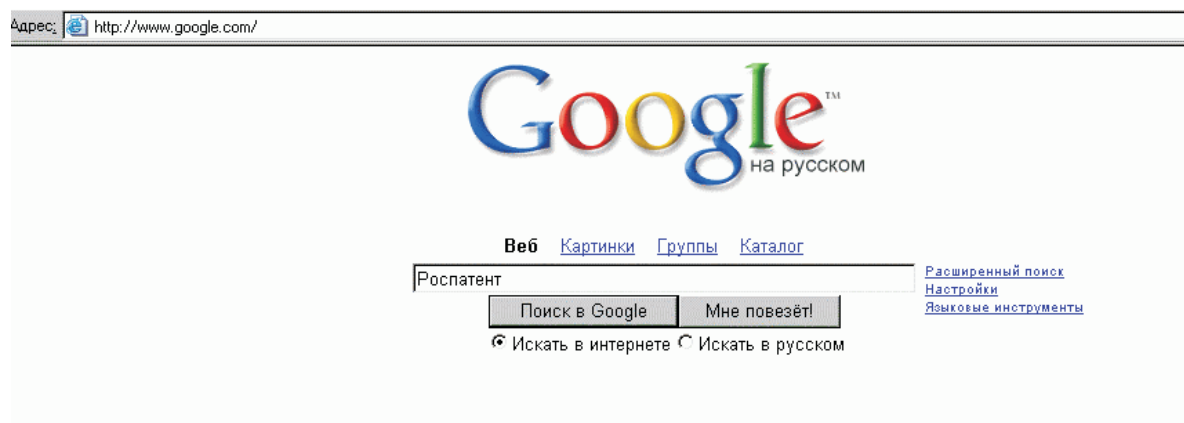 Адрес: http://www.google.com/
Google™
на русском
Веб Картинки Группы Каталог
Роспатент
Расширенный поиск
Настройки
Языковые инструменты
Поиск в Google Мне повезёт!
Искать в интернете Искать в русском